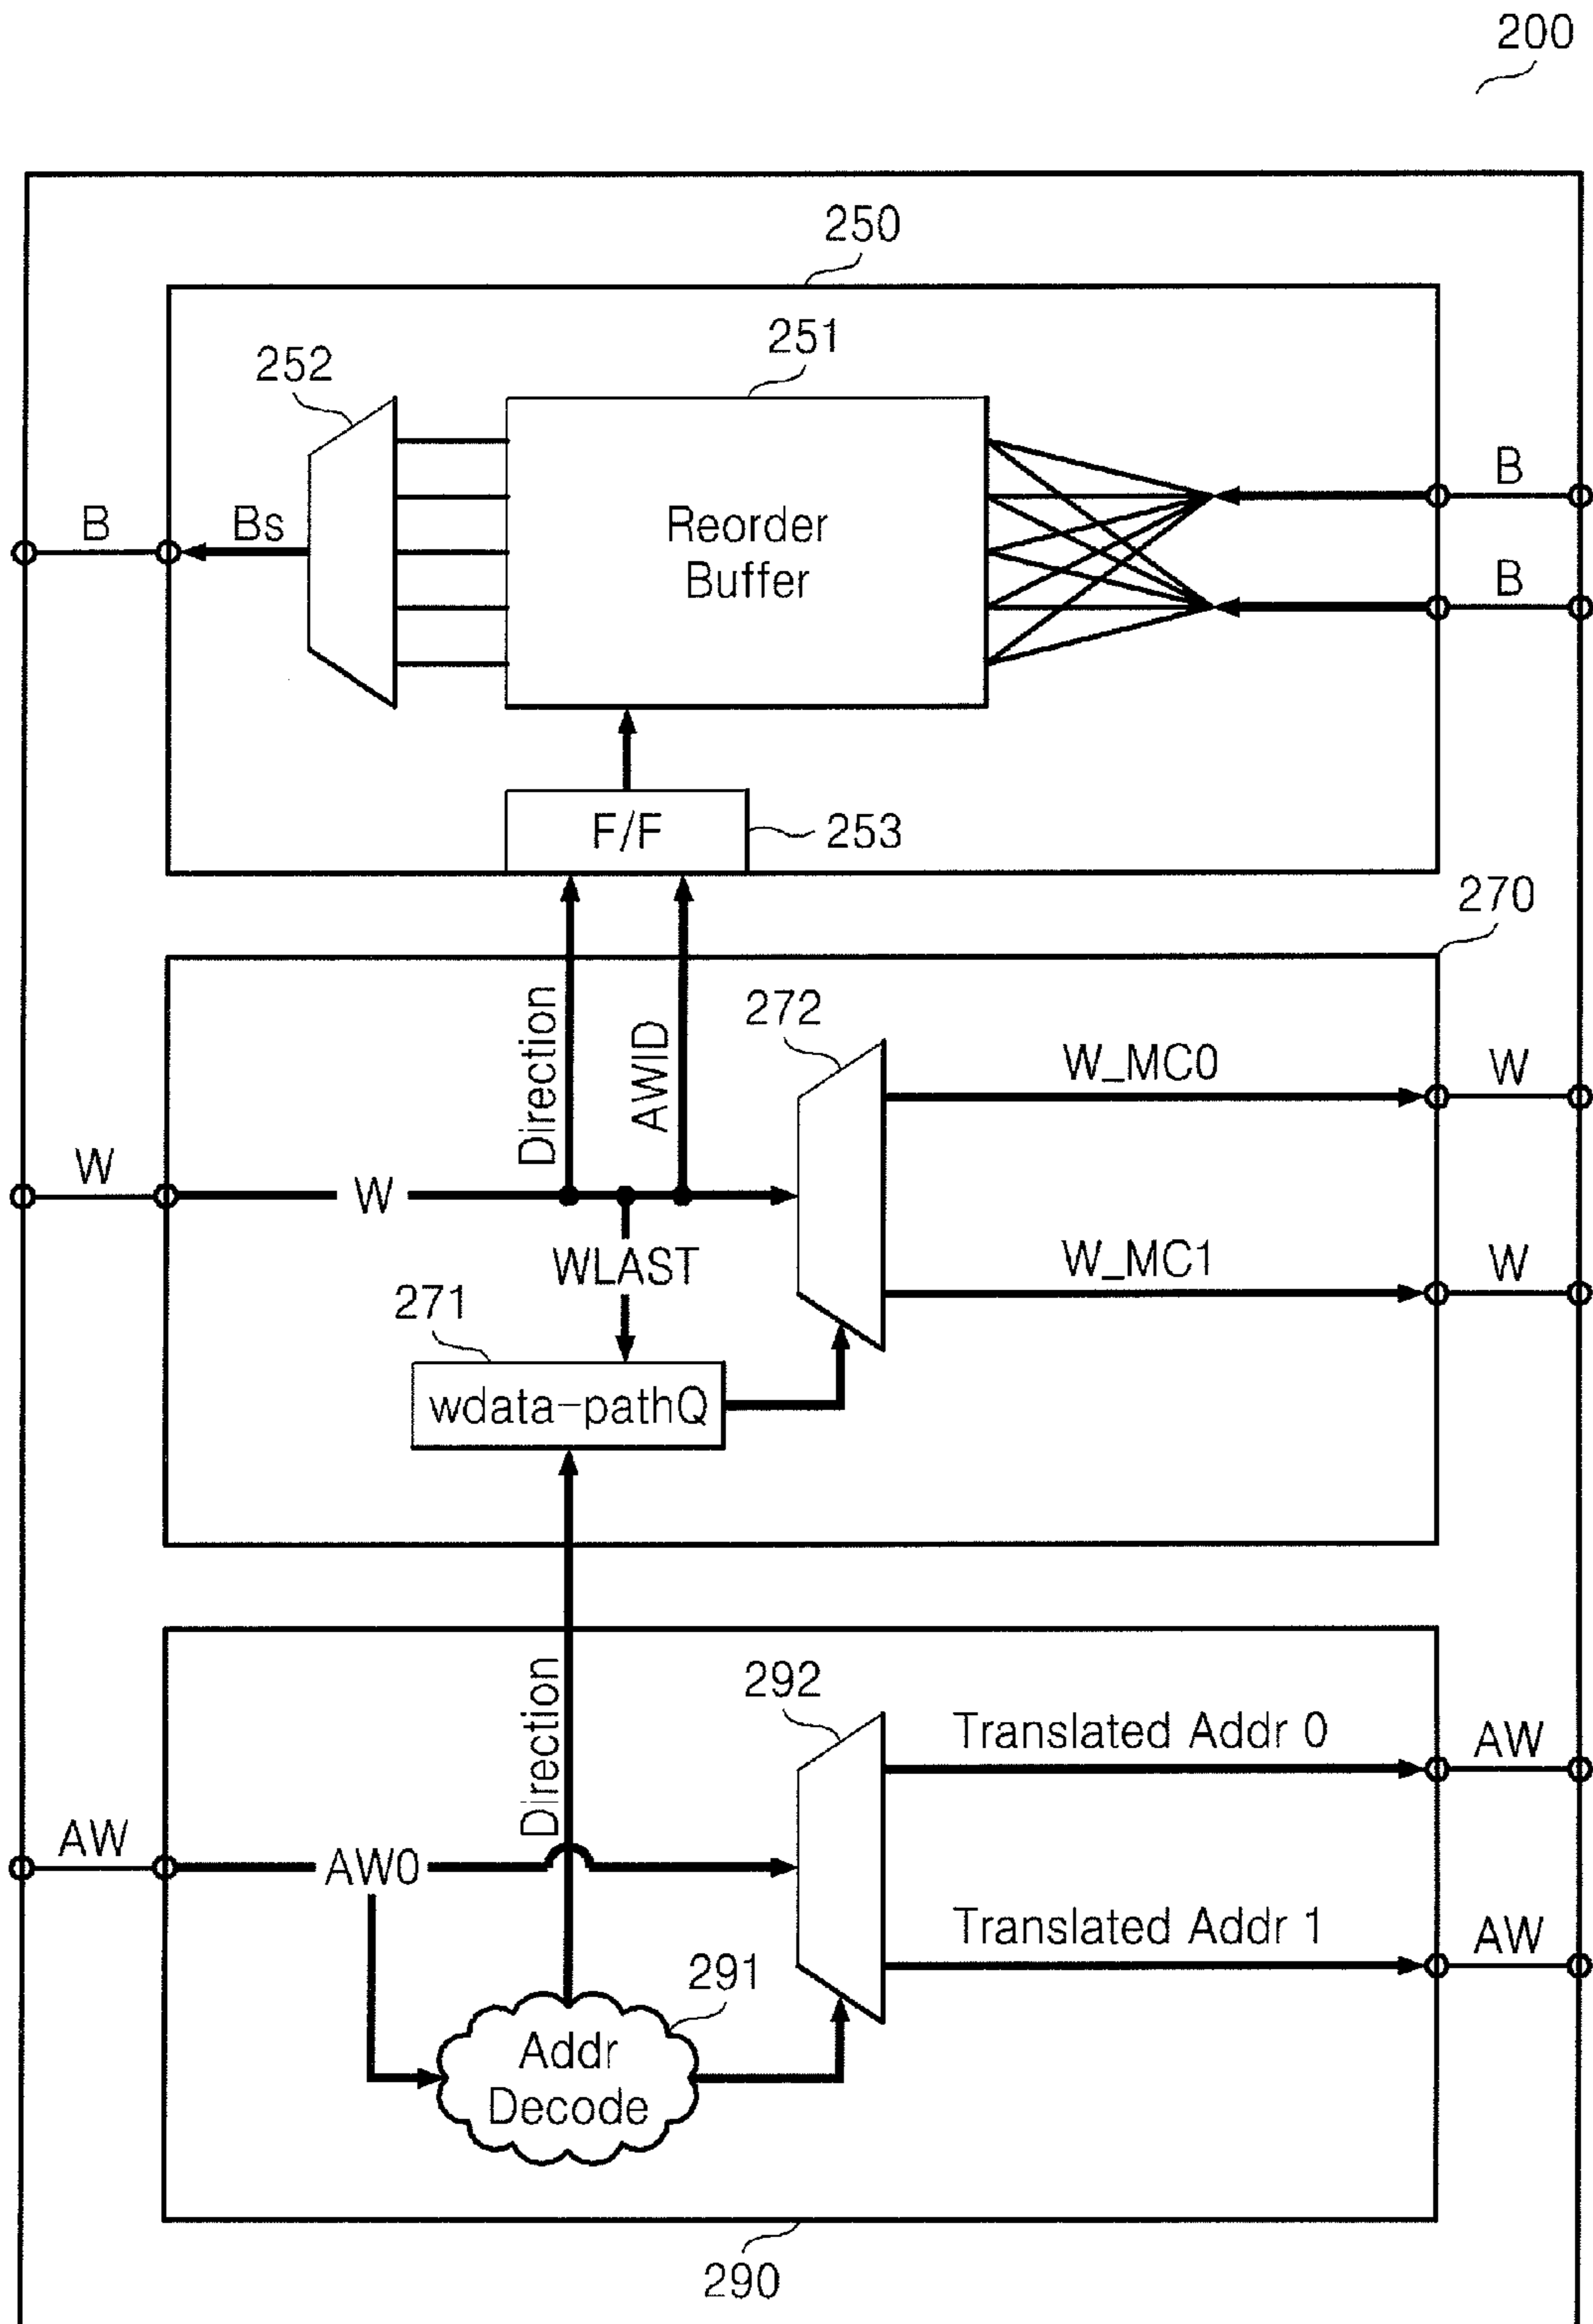 200
250
251
252
B
Bs
Reorder
Buffer
B
B
F/F
253
270
Direction
AWID
272
W_MC0
W
W
W
WLAST
W_MC1
W
271
wdata-pathQ
Direction
292
Translated Addr 0
AW
AW
AW0
Translated Addr 1
AW
291
Addr
Decode
290